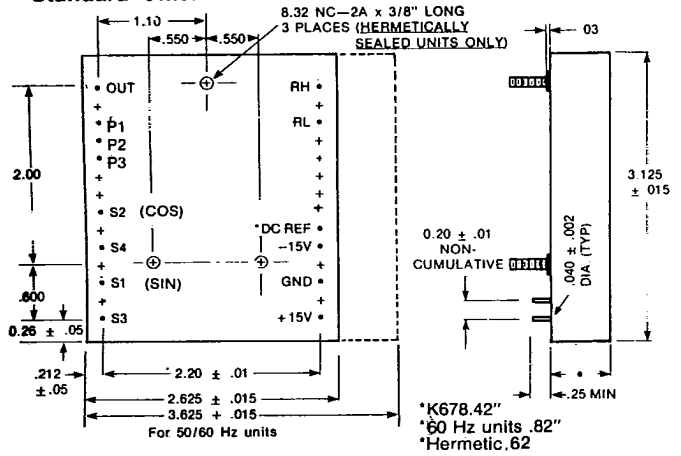 8.32 NC—2A x 3/8" LONG
3 PLACES (HERMETICALLY
SEALED UNITS ONLY)
1.10
.550
.550
03
OUT
P1
P2
P3
S2 (COS)
S4
S1 (SIN)
S3
RH
RL
*DC REF
−15V
GND
+15V
2.00
.600
0.26 ± .05
.212
± .05
2.20 ± .01
2.625 ± .015
3.625 + .015
For 50/60 Hz units
0.20 ± .01
NON-
CUMULATIVE
.040 ± .002
DIA. (TYP)
3.125
± 015
*
.25 MIN
*K678.42"
*60 Hz units .82"
*Hermetic.62